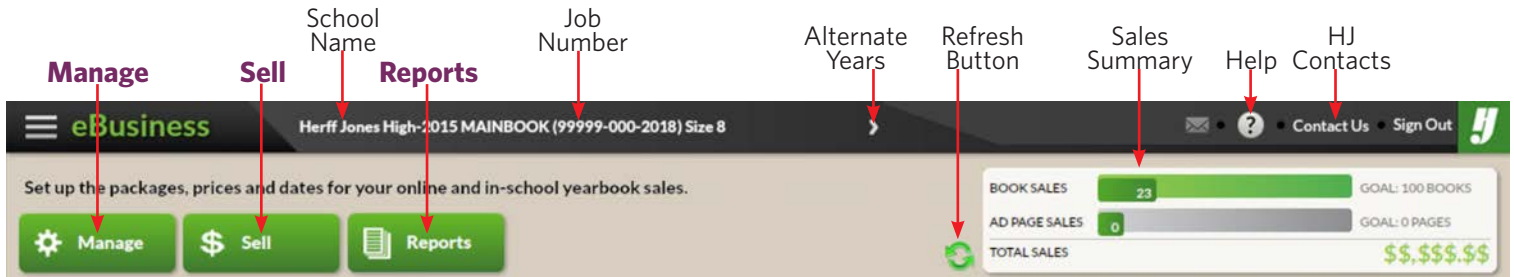 School Name
Job Number
Alternate Years
Refresh Button
Sales Summary
Help
HJ Contacts
Manage
Sell
Reports
eBusiness
Herff Jones High-2015 MAINBOOK (99999-000-2018) Size 8
?
Contact Us
Sign Out
HJ
Set up the packages, prices and dates for your online and in-school yearbook sales.
BOOK SALES
23
GOAL: 100 BOOKS
AD PAGE SALES
0
GOAL: 0 PAGES
TOTAL SALES
$$,$$$.$$
Manage
$ Sell
Reports